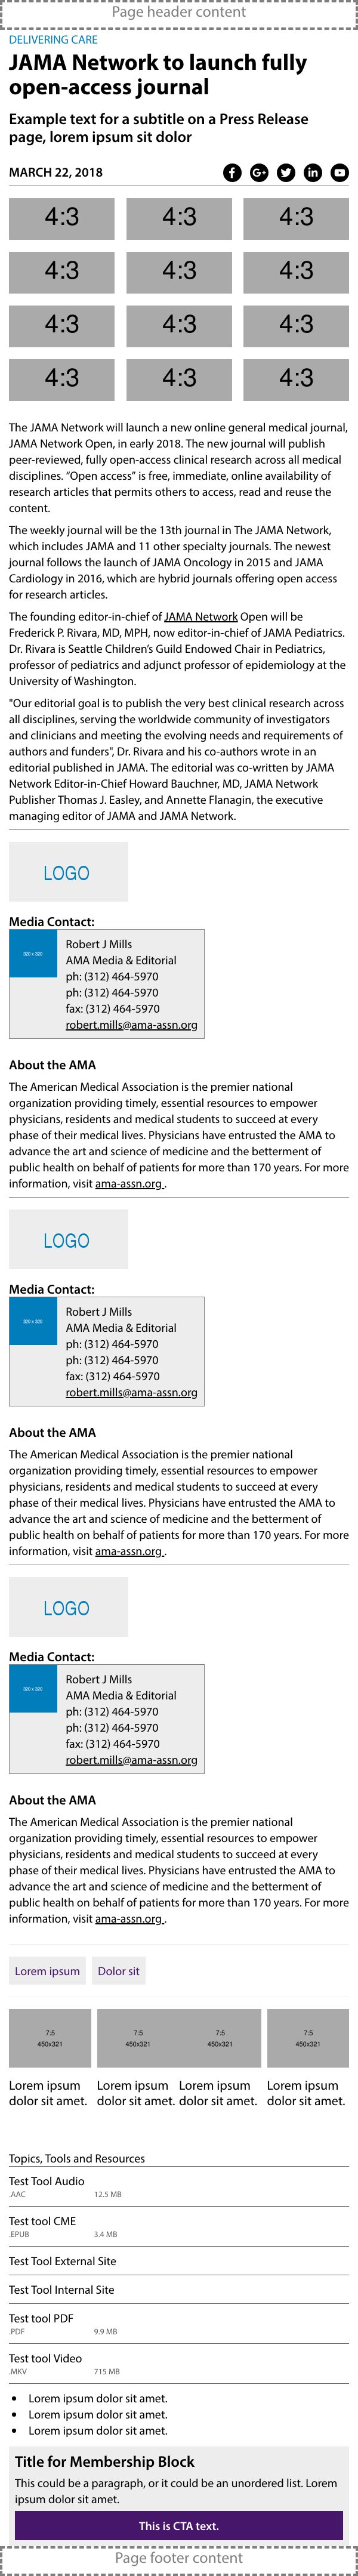 Page header content
DELIVERING CARE
JAMA Network to launch fully
open-access journal
Example text for a subtitle on a Press Release
page, lorem ipsum sit dolor
MARCH 22, 2018
4:3 4:3 4:3
4:3 4:3 4:3
4:3 4:3 4:3
4:3 4:3 4:3
The JAMA Network will launch a new online general medical journal,
JAMA Network Open, in early 2018. The new journal will publish
peer-reviewed, fully open-access clinical research across all medical
disciplines. “Open access” is free, immediate, online availability of
research articles that permits others to access, read and reuse the
content.
The weekly journal will be the 13th journal in The JAMA Network,
which includes JAMA and 11 other specialty journals. The newest
journal follows the launch of JAMA Oncology in 2015 and JAMA
Cardiology in 2016, which are hybrid journals offering open access
for research articles.
The founding editor-in-chief of JAMA Network Open will be
Frederick P. Rivara, MD, MPH, now editor-in-chief of JAMA Pediatrics.
Dr. Rivara is Seattle Children’s Guild Endowed Chair in Pediatrics,
professor of pediatrics and adjunct professor of epidemiology at the
University of Washington.
"Our editorial goal is to publish the very best clinical research across
all disciplines, serving the worldwide community of investigators
and clinicians and meeting the evolving needs and requirements of
authors and funders", Dr. Rivara and his co-authors wrote in an
editorial published in JAMA. The editorial was co-written by JAMA
Network Editor-in-Chief Howard Bauchner, MD, JAMA Network
Publisher Thomas J. Easley, and Annette Flanagin, the executive
managing editor of JAMA and JAMA Network.
LOGO
Media Contact:
320 x 320
Robert J Mills
AMA Media & Editorial
ph: (312) 464-5970
ph: (312) 464-5970
fax: (312) 464-5970
robert.mills@ama-assn.org
About the AMA
The American Medical Association is the premier national
organization providing timely, essential resources to empower
physicians, residents and medical students to succeed at every
phase of their medical lives. Physicians have entrusted the AMA to
advance the art and science of medicine and the betterment of
public health on behalf of patients for more than 170 years. For more
information, visit ama-assn.org .
LOGO
Media Contact:
320 x 320
Robert J Mills
AMA Media & Editorial
ph: (312) 464-5970
ph: (312) 464-5970
fax: (312) 464-5970
robert.mills@ama-assn.org
About the AMA
The American Medical Association is the premier national
organization providing timely, essential resources to empower
physicians, residents and medical students to succeed at every
phase of their medical lives. Physicians have entrusted the AMA to
advance the art and science of medicine and the betterment of
public health on behalf of patients for more than 170 years. For more
information, visit ama-assn.org .
LOGO
Media Contact:
320 x 320
Robert J Mills
AMA Media & Editorial
ph: (312) 464-5970
ph: (312) 464-5970
fax: (312) 464-5970
robert.mills@ama-assn.org
About the AMA
The American Medical Association is the premier national
organization providing timely, essential resources to empower
physicians, residents and medical students to succeed at every
phase of their medical lives. Physicians have entrusted the AMA to
advance the art and science of medicine and the betterment of
public health on behalf of patients for more than 170 years. For more
information, visit ama-assn.org .
Lorem ipsum Dolor sit
7:5 7:5 7:5 7:5
450x321 450x321 450x321 450x321
Lorem ipsum Lorem ipsum Lorem ipsum Lorem ipsum
dolor sit amet. dolor sit amet. dolor sit amet. dolor sit amet.
Topics, Tools and Resources
Test Tool Audio
.AAC 12.5 MB
Test tool CME
.EPUB 3.4 MB
Test Tool External Site
Test Tool Internal Site
Test tool PDF
.PDF 9.9 MB
Test tool Video
.MKV 715 MB
• Lorem ipsum dolor sit amet.
• Lorem ipsum dolor sit amet.
• Lorem ipsum dolor sit amet.
Title for Membership Block
This could be a paragraph, or it could be an unordered list. Lorem
ipsum dolor sit amet.
This is CTA text.
Page footer content